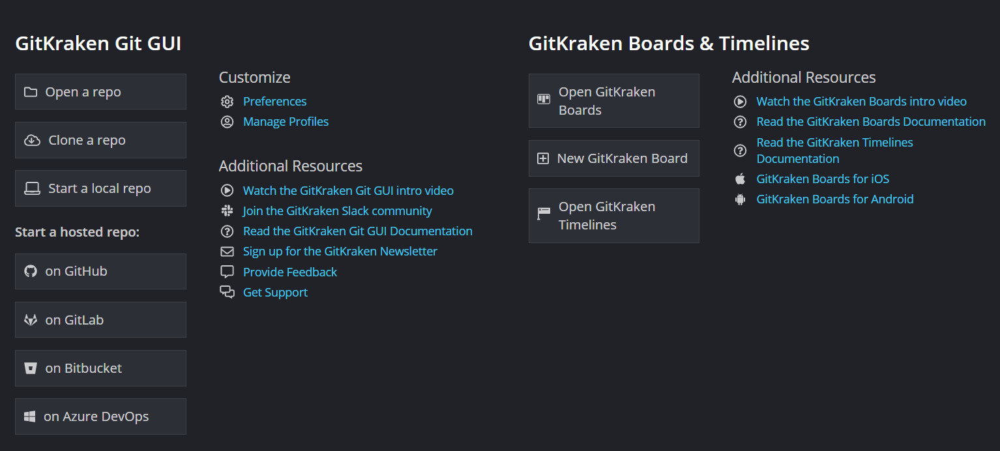 GitKraken Git GUI
Open a repo
Clone a repo
Start a local repo
Start a hosted repo:
on GitHub
on GitLab
on Bitbucket
on Azure DevOps
Customize
Preferences
Manage Profiles
Additional Resources
Watch the GitKraken Git GUI intro video
Join the GitKraken Slack community
Read the GitKraken Git GUI Documentation
Sign up for the GitKraken Newsletter
Provide Feedback
Get Support
GitKraken Boards & Timelines
Open GitKraken
Boards
New GitKraken Board
Open GitKraken
Timelines
Additional Resources
Watch the GitKraken Boards intro video
Read the GitKraken Boards Documentation
Read the GitKraken Timelines
Documentation
GitKraken Boards for iOS
GitKraken Boards for Android